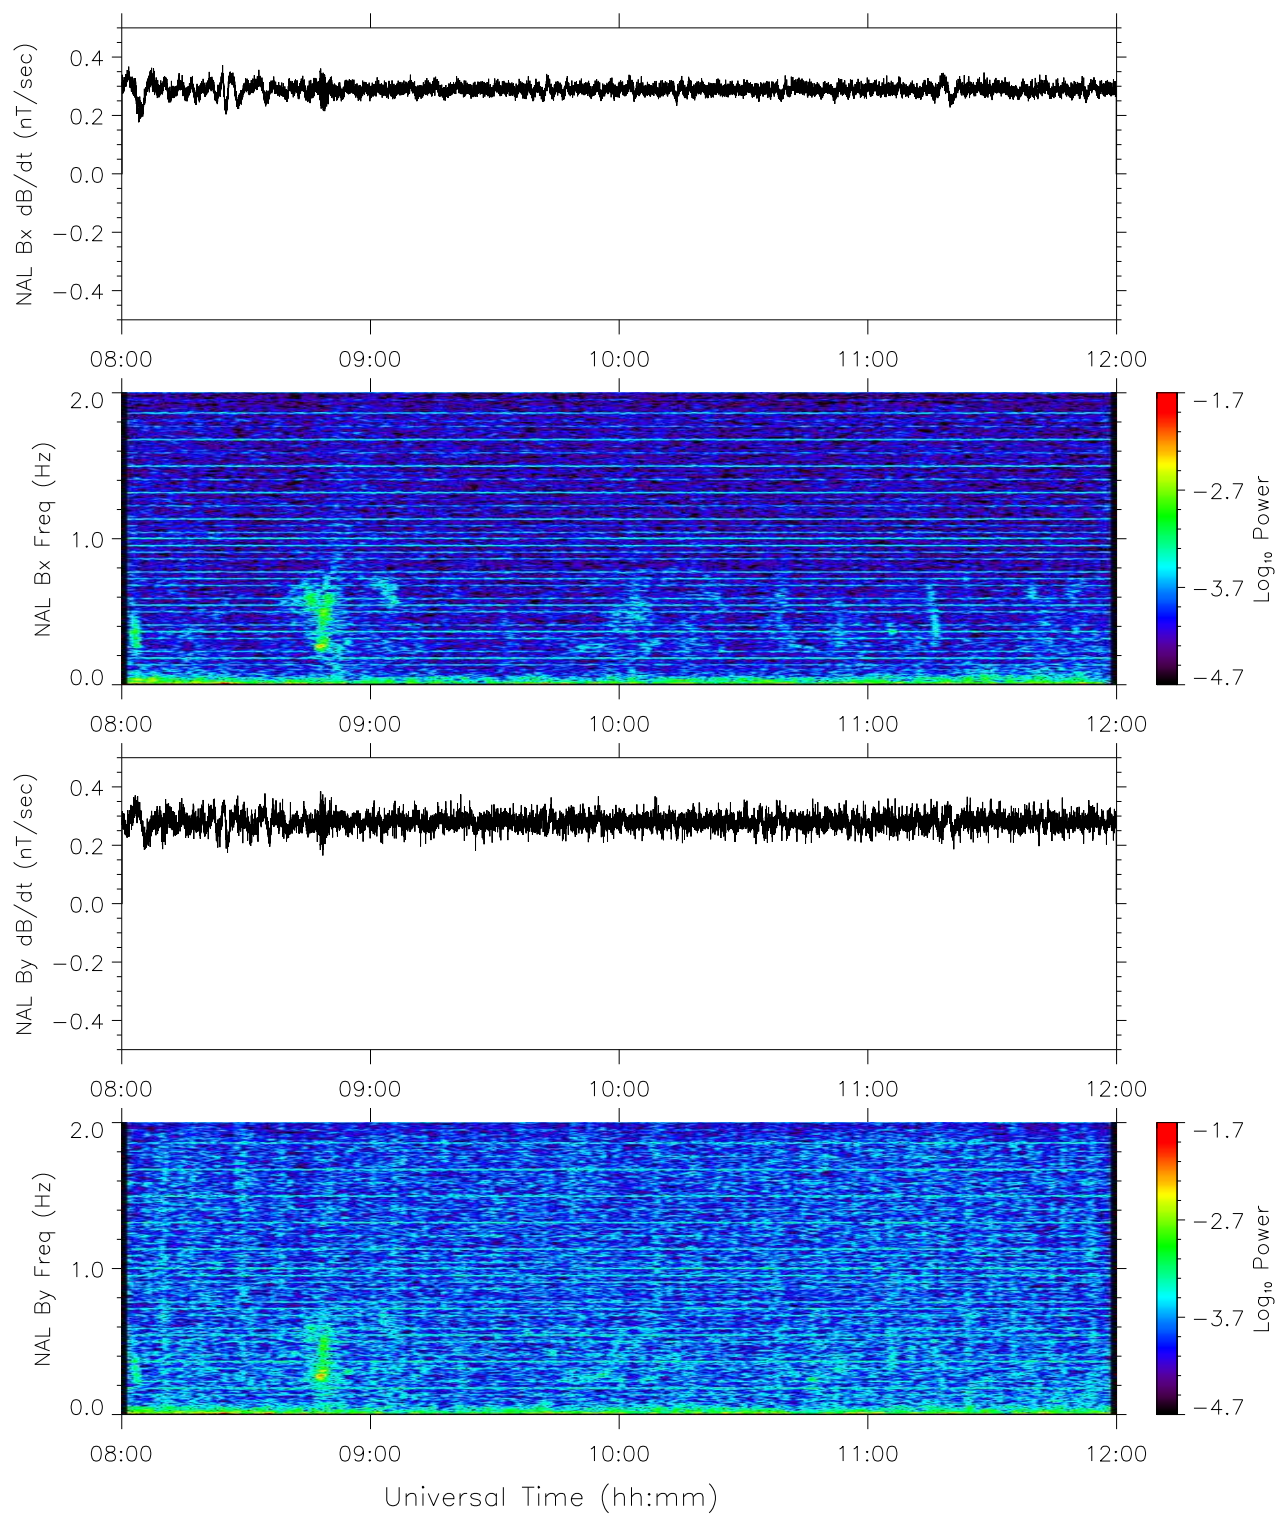 NAL Bx dB/dt (nT/sec)
0.4
0.2
0.0
−0.2
−0.4
08:00 09:00 10:00 11:00 12:00
NAL Bx Freq (Hz)
2.0
1.0
0.0
−1.7
−2.7
−3.7
−4.7
Log₁₀ Power
08:00 09:00 10:00 11:00 12:00
NAL By dB/dt (nT/sec)
0.4
0.2
0.0
−0.2
−0.4
08:00 09:00 10:00 11:00 12:00
NAL By Freq (Hz)
2.0
1.0
0.0
−1.7
−2.7
−3.7
−4.7
Log₁₀ Power
08:00 09:00 10:00 11:00 12:00
Universal Time (hh:mm)